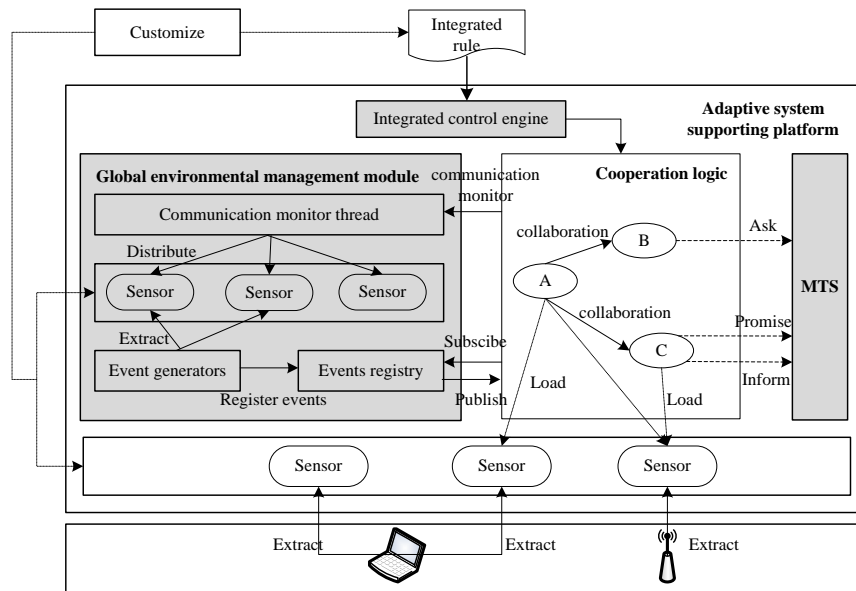 Customize
Integrated
rule
Integrated control engine
Adaptive system
supporting platform
Global environmental management module
communication
monitor
Cooperation logic
Communication monitor thread
Distribute
Sensor
Sensor
Sensor
Extract
Event generators
Events registry
Register events
Subscibe
Publish
collaboration
B
A
collaboration
C
Load
Load
Ask
MTS
Promise
Inform
Sensor
Sensor
Sensor
Extract
Extract
Extract